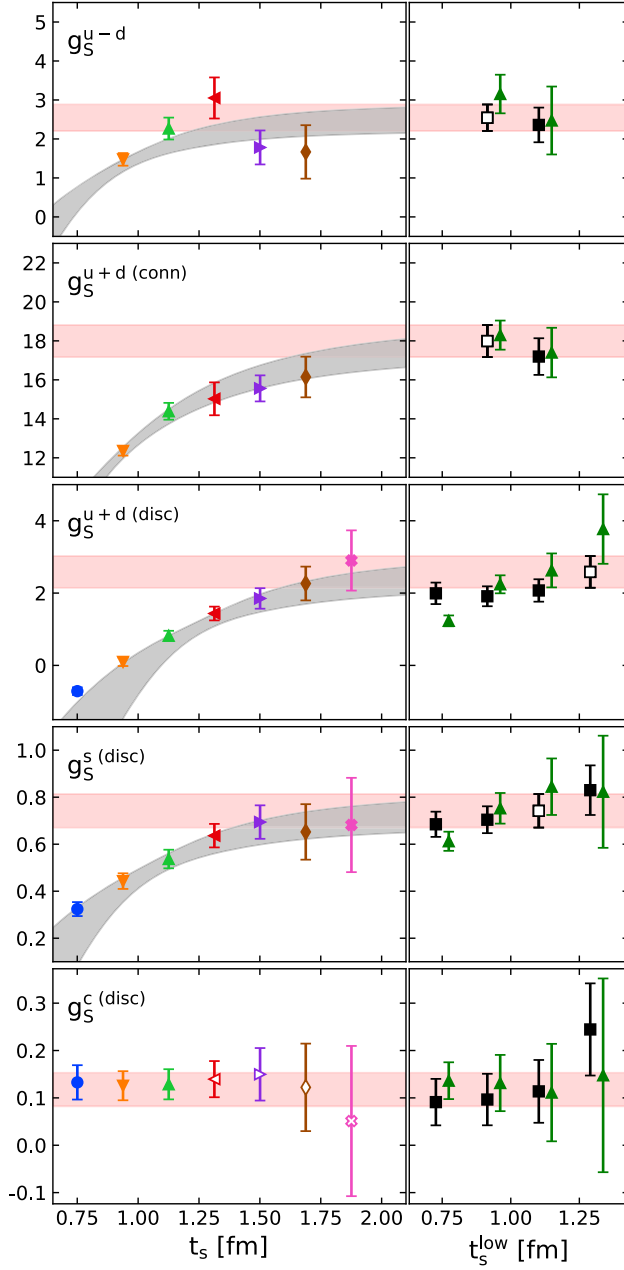 g_S^{u−d}
5
4
3
2
1
0
g_S^{u+d (conn)}
22
20
18
16
14
12
g_S^{u+d (disc)}
4
2
0
g_S^{s (disc)}
1.0
0.8
0.6
0.4
0.2
g_S^{c (disc)}
0.3
0.2
0.1
0.0
-0.1
0.75 1.00 1.25 1.50 1.75 2.00
0.75 1.00 1.25
t_s [fm]
t_s^{low} [fm]